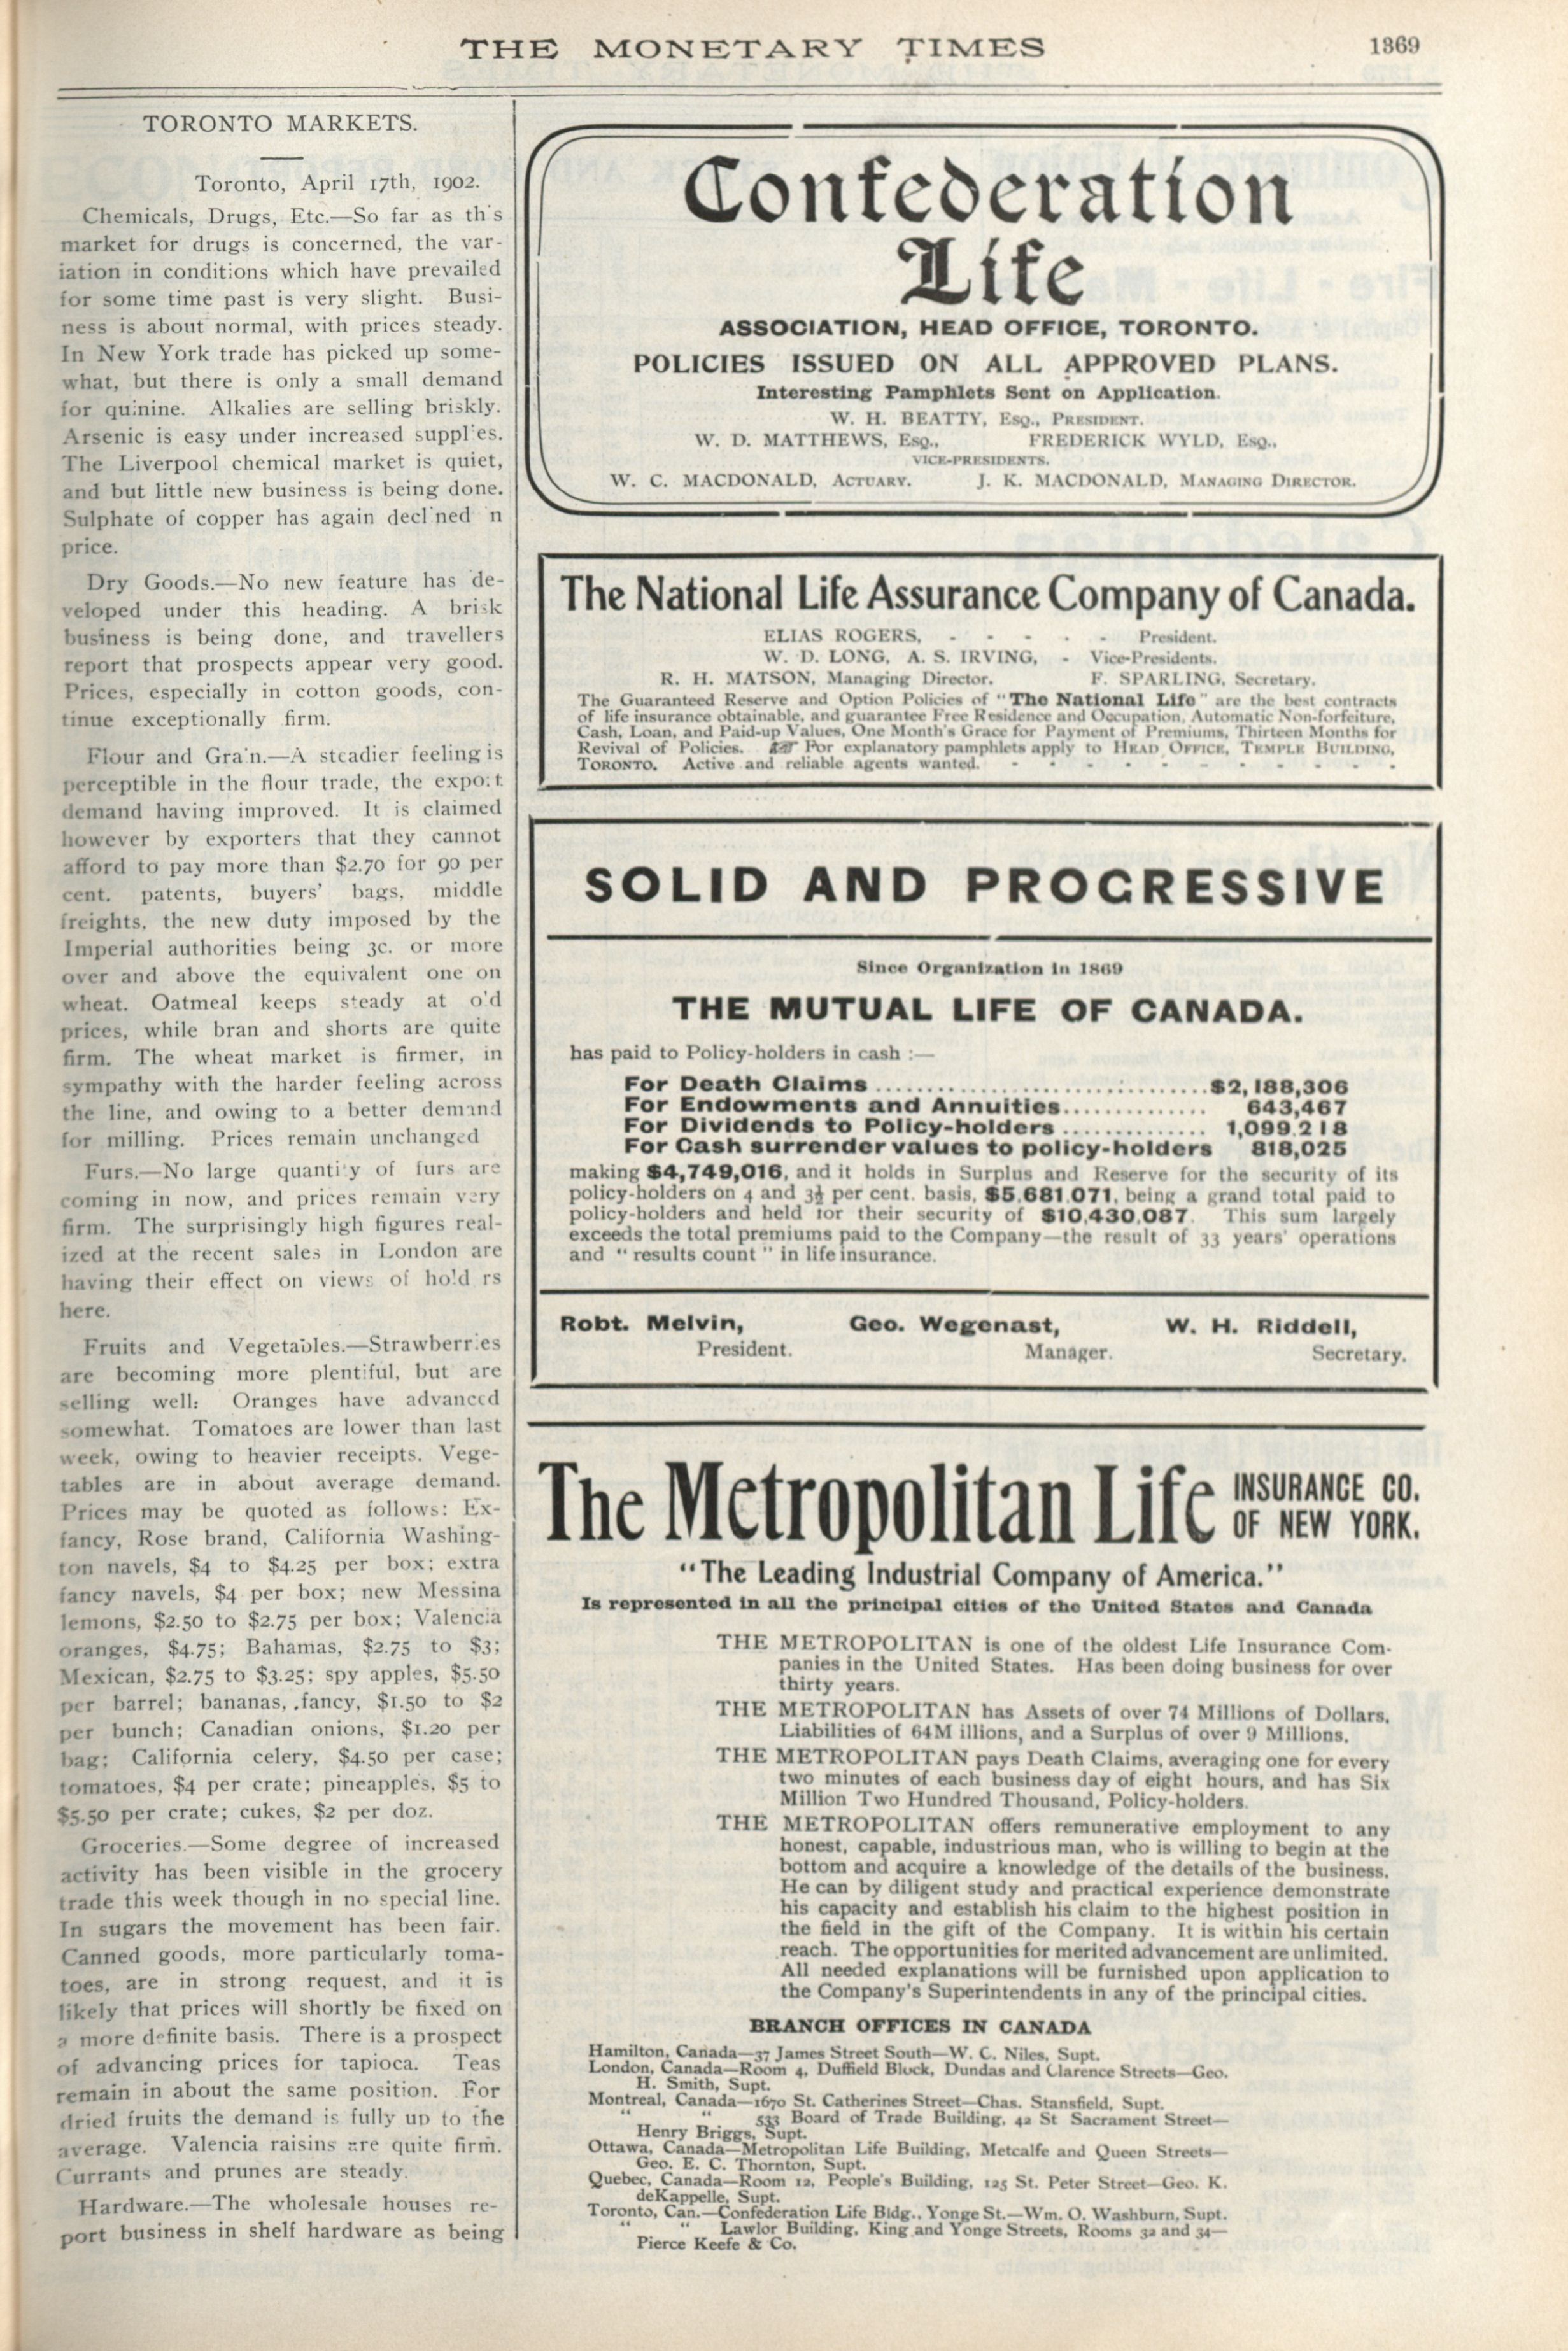 THE MONETARY TIMES
1369
TORONTO MARKETS.
Toronto, April 17th, 1902.
Chemicals, Drugs, Etc.—So far as th's
market for drugs is concerned, the var-
iation in conditions which have prevailed
for some time past is very slight. Busi-
ness is about normal, with prices steady.
In New York trade has picked up some-
what, but there is only a small demand
for quinine. Alkalies are selling briskly.
Arsenic is easy under increased suppl'es.
The Liverpool chemical market is quiet,
and but little new business is being done.
Sulphate of copper has again decl'ned 'n
price.
Dry Goods.—No new feature has de-
veloped under this heading. A brisk
business is being done, and travellers
report that prospects appear very good.
Prices, especially in cotton goods, con-
tinue exceptionally firm.
Flour and Gra'n.—A steadier feeling is
perceptible in the flour trade, the export
demand having improved. It is claimed
however by exporters that they cannot
afford to pay more than $2.70 for 90 per
cent. patents, buyers' bags, middle
freights, the new duty imposed by the
Imperial authorities being 3c. or more
over and above the equivalent one on
wheat. Oatmeal keeps steady at o'd
prices, while bran and shorts are quite
firm. The wheat market is firmer, in
sympathy with the harder feeling across
the line, and owing to a better demand
for milling. Prices remain unchanged
Furs.—No large quantity of furs are
coming in now, and prices remain very
firm. The surprisingly high figures real-
ized at the recent sales in London are
having their effect on views of hold rs
here.
Fruits and Vegetables.—Strawberries
are becoming more plentiful, but are
selling well: Oranges have advanced
somewhat. Tomatoes are lower than last
week, owing to heavier receipts. Vege-
tables are in about average demand.
Prices may be quoted as follows: Ex-
fancy, Rose brand, California Washing-
ton navels, $4 to $4.25 per box; extra
fancy navels, $4 per box; new Messina
lemons, $2.50 to $2.75 per box; Valencia
oranges, $4.75; Bahamas, $2.75 to $3;
Mexican, $2.75 to $3.25; spy apples, $5.50
per barrel; bananas, .fancy, $1.50 to $2
per bunch; Canadian onions, $1.20 per
bag; California celery, $4.50 per case;
tomatoes, $4 per crate; pineapples, $5 to
$5.50 per crate; cukes, $2 per doz.
Groceries.—Some degree of increased
activity has been visible in the grocery
trade this week though in no special line.
In sugars the movement has been fair.
Canned goods, more particularly toma-
toes, are in strong request, and it is
likely that prices will shortly be fixed on
a more definite basis. There is a prospect
of advancing prices for tapioca. Teas
remain in about the same position. For
dried fruits the demand is fully up to the
average. Valencia raisins are quite firm.
Currants and prunes are steady.
Hardware.—The wholesale houses re-
port business in shelf hardware as being
Confederation
Life
ASSOCIATION, HEAD OFFICE, TORONTO.
POLICIES ISSUED ON ALL APPROVED PLANS.
Interesting Pamphlets Sent on Application.
W. H. BEATTY, Esq., PRESIDENT.
W. D. MATTHEWS, Esq., FREDERICK WYLD, Esq.,
VICE-PRESIDENTS.
W. C. MACDONALD, ACTUARY. J. K. MACDONALD, MANAGING DIRECTOR.
The National Life Assurance Company of Canada.
ELIAS ROGERS, - - - - - President.
W. D. LONG, A. S. IRVING, - Vice-Presidents.
R. H. MATSON, Managing Director. F. SPARLING, Secretary.
The Guaranteed Reserve and Option Policies of "The National Life" are the best contracts
of life insurance obtainable, and guarantee Free Residence and Occupation, Automatic Non-forfeiture,
Cash, Loan, and Paid-up Values, One Month's Grace for Payment of Premiums, Thirteen Months for
Revival of Policies. ☞ For explanatory pamphlets apply to HEAD OFFICE, TEMPLE BUILDING,
TORONTO. Active and reliable agents wanted. - - - - - - - - - - -
SOLID AND PROGRESSIVE
Since Organization in 1869
THE MUTUAL LIFE OF CANADA.
has paid to Policy-holders in cash :—
For Death Claims................................$2,188,306
For Endowments and Annuities.............. 643,467
For Dividends to Policy-holders.............. 1,099.218
For Cash surrender values to policy-holders 818,025
making $4,749,016, and it holds in Surplus and Reserve for the security of its
policy-holders on 4 and 3½ per cent. basis, $5,681,071, being a grand total paid to
policy-holders and held for their security of $10,430,087. This sum largely
exceeds the total premiums paid to the Company—the result of 33 years' operations
and "results count" in life insurance.
Robt. Melvin, Geo. Wegenast, W. H. Riddell,
President. Manager. Secretary.
The Metropolitan Life INSURANCE CO.
OF NEW YORK.
"The Leading Industrial Company of America."
Is represented in all the principal cities of the United States and Canada
THE METROPOLITAN is one of the oldest Life Insurance Com-
panies in the United States. Has been doing business for over
thirty years.
THE METROPOLITAN has Assets of over 74 Millions of Dollars,
Liabilities of 64M illions, and a Surplus of over 9 Millions.
THE METROPOLITAN pays Death Claims, averaging one for every
two minutes of each business day of eight hours, and has Six
Million Two Hundred Thousand, Policy-holders.
THE METROPOLITAN offers remunerative employment to any
honest, capable, industrious man, who is willing to begin at the
bottom and acquire a knowledge of the details of the business.
He can by diligent study and practical experience demonstrate
his capacity and establish his claim to the highest position in
the field in the gift of the Company. It is within his certain
reach. The opportunities for merited advancement are unlimited.
All needed explanations will be furnished upon application to
the Company's Superintendents in any of the principal cities.
BRANCH OFFICES IN CANADA
Hamilton, Canada—37 James Street South—W. C. Niles, Supt.
London, Canada—Room 4, Duffield Block, Dundas and Clarence Streets—Geo.
H. Smith, Supt.
Montreal, Canada—1670 St. Catherines Street—Chas. Stansfield, Supt.
" " 533 Board of Trade Building, 42 St Sacrament Street—
Henry Briggs, Supt.
Ottawa, Canada—Metropolitan Life Building, Metcalfe and Queen Streets—
Geo. E. C. Thornton, Supt.
Quebec, Canada—Room 12, People's Building, 125 St. Peter Street—Geo. K.
deKappelle, Supt.
Toronto, Can.—Confederation Life Bldg., Yonge St.—Wm. O. Washburn, Supt.
" " Lawlor Building, King and Yonge Streets, Rooms 32 and 34—
Pierce Keefe & Co.